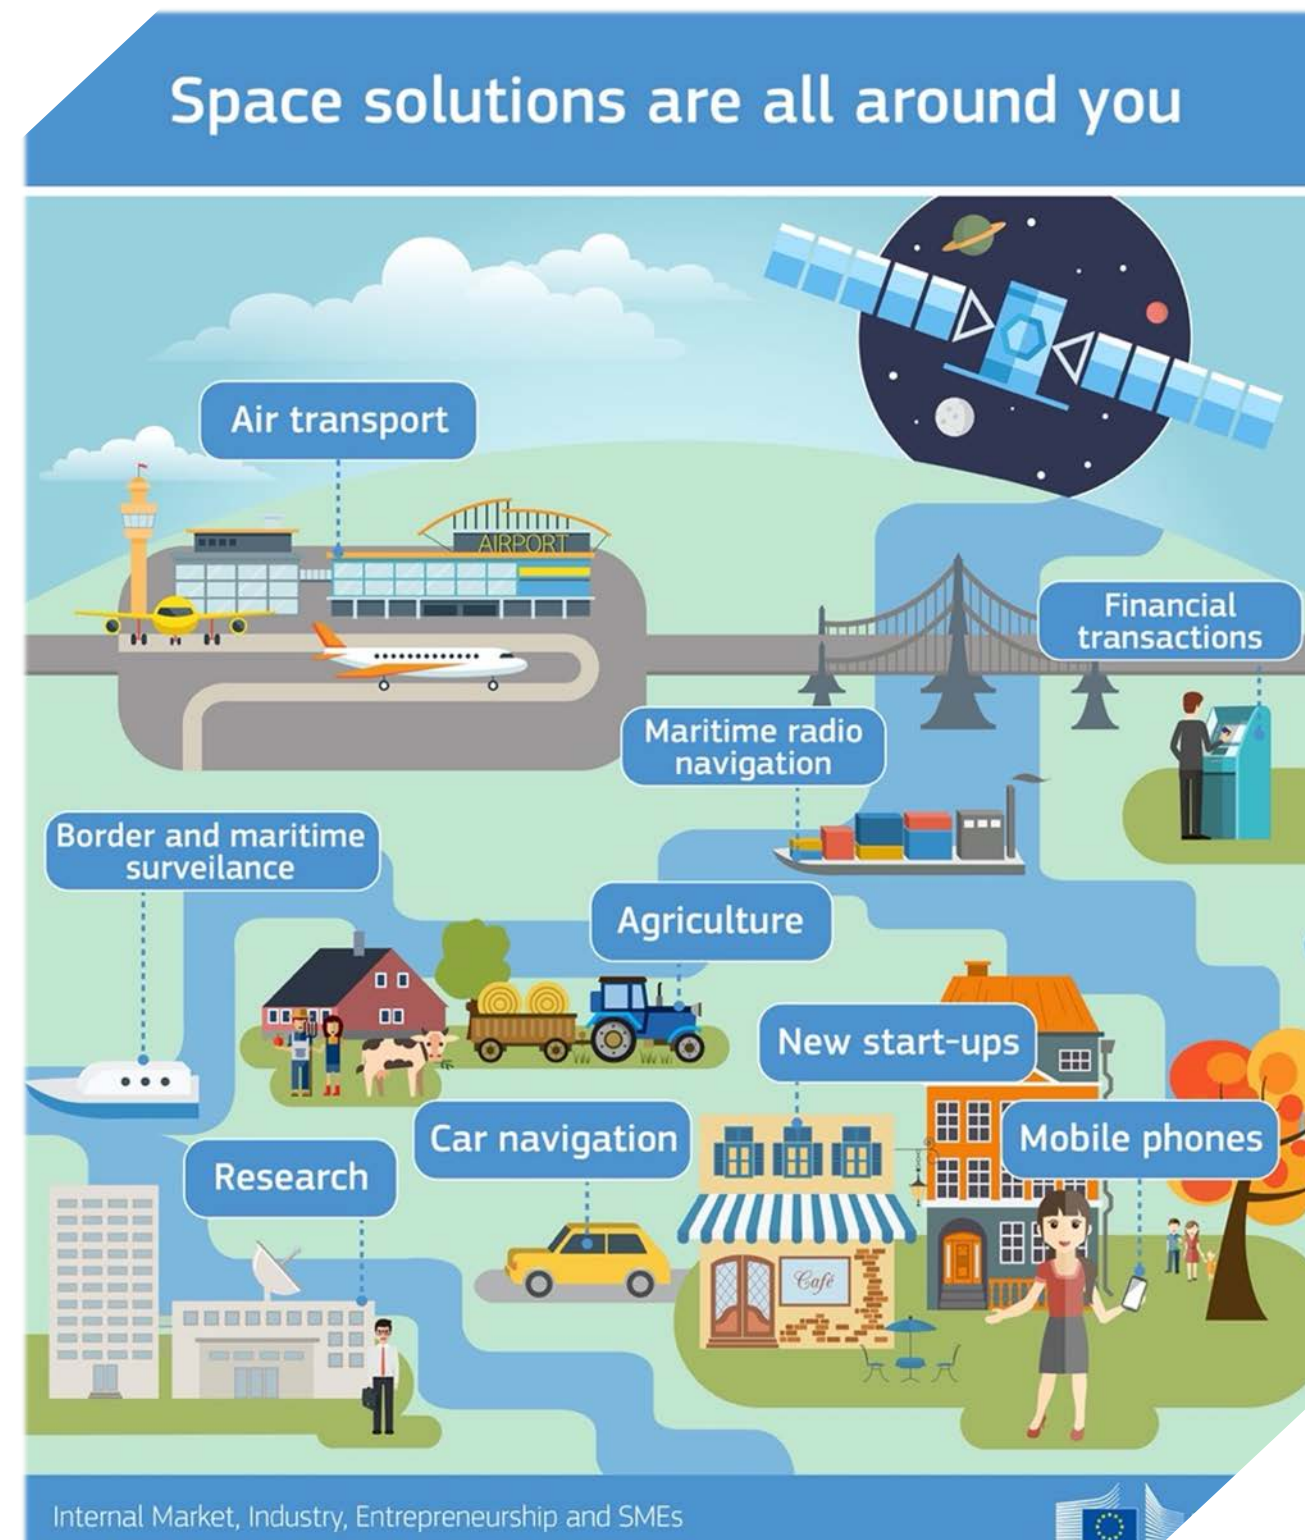 Space solutions are all around you
Air transport
AIRPORT
Financial
transactions
Maritime radio
navigation
Border and maritime
surveilance
Agriculture
New start-ups
Car navigation
Mobile phones
Research
Café
Internal Market, Industry, Entrepreneurship and SMEs